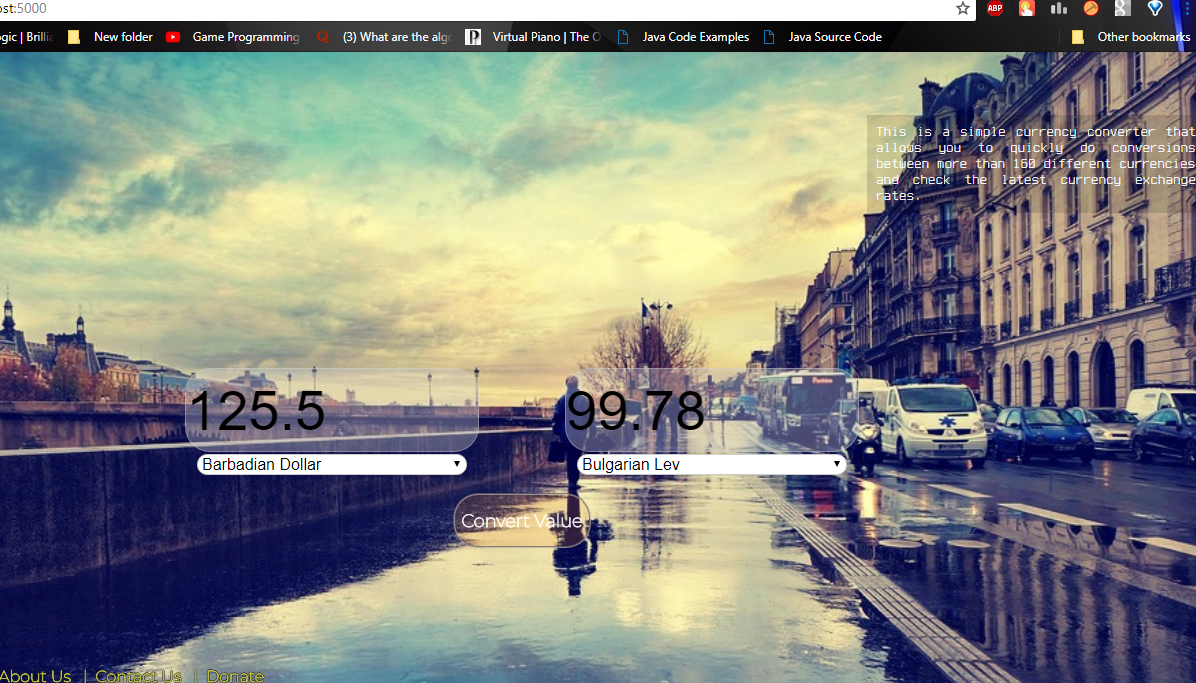 ost:5000
ABP
ogic | Brillia
New folder
Game Programming
(3) What are the algo
Virtual Piano | The O
Java Code Examples
Java Source Code
Other bookmarks
This is a simple currency converter that
allows you to quickly do conversions
between more than 160 different currencies
and check the latest currency exchange
rates.
125.5
99.78
Barbadian Dollar
Bulgarian Lev
Convert Value
About Us | Contact Us | Donate